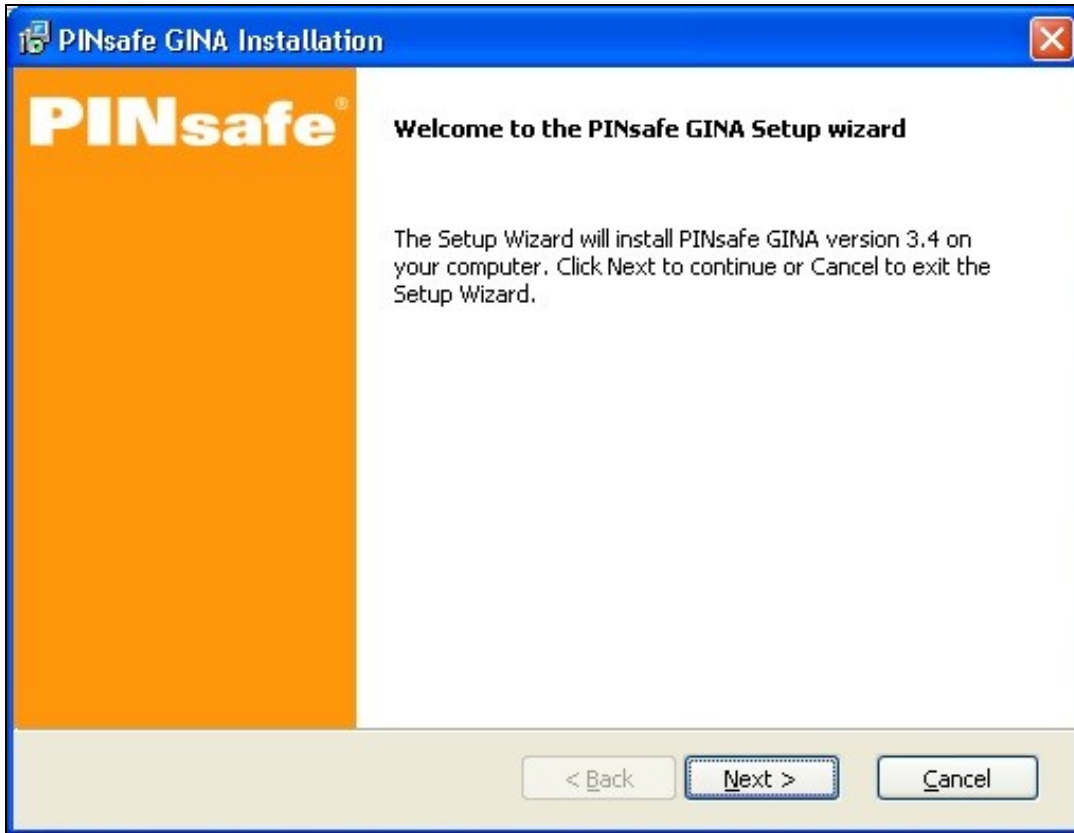 PINsafe GINA Installation
PINsafe®
Welcome to the PINsafe GINA Setup wizard
The Setup Wizard will install PINsafe GINA version 3.4 on
your computer. Click Next to continue or Cancel to exit the
Setup Wizard.
< Back
Next >
Cancel